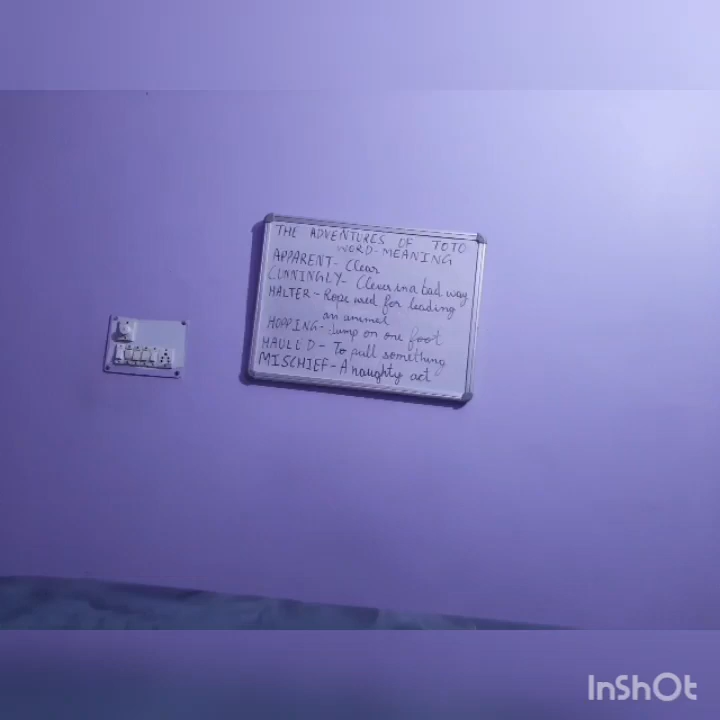 THE ADVENTURES OF TOTO
WORD-MEANING
APPARENT- Clear
CUNNINGLY- Clever in a bad way
HALTER - Rope used for leading
an animal
HOPPING- Jump on one foot
HAULED - To pull something
MISCHIEF - A naughty act
InShOt